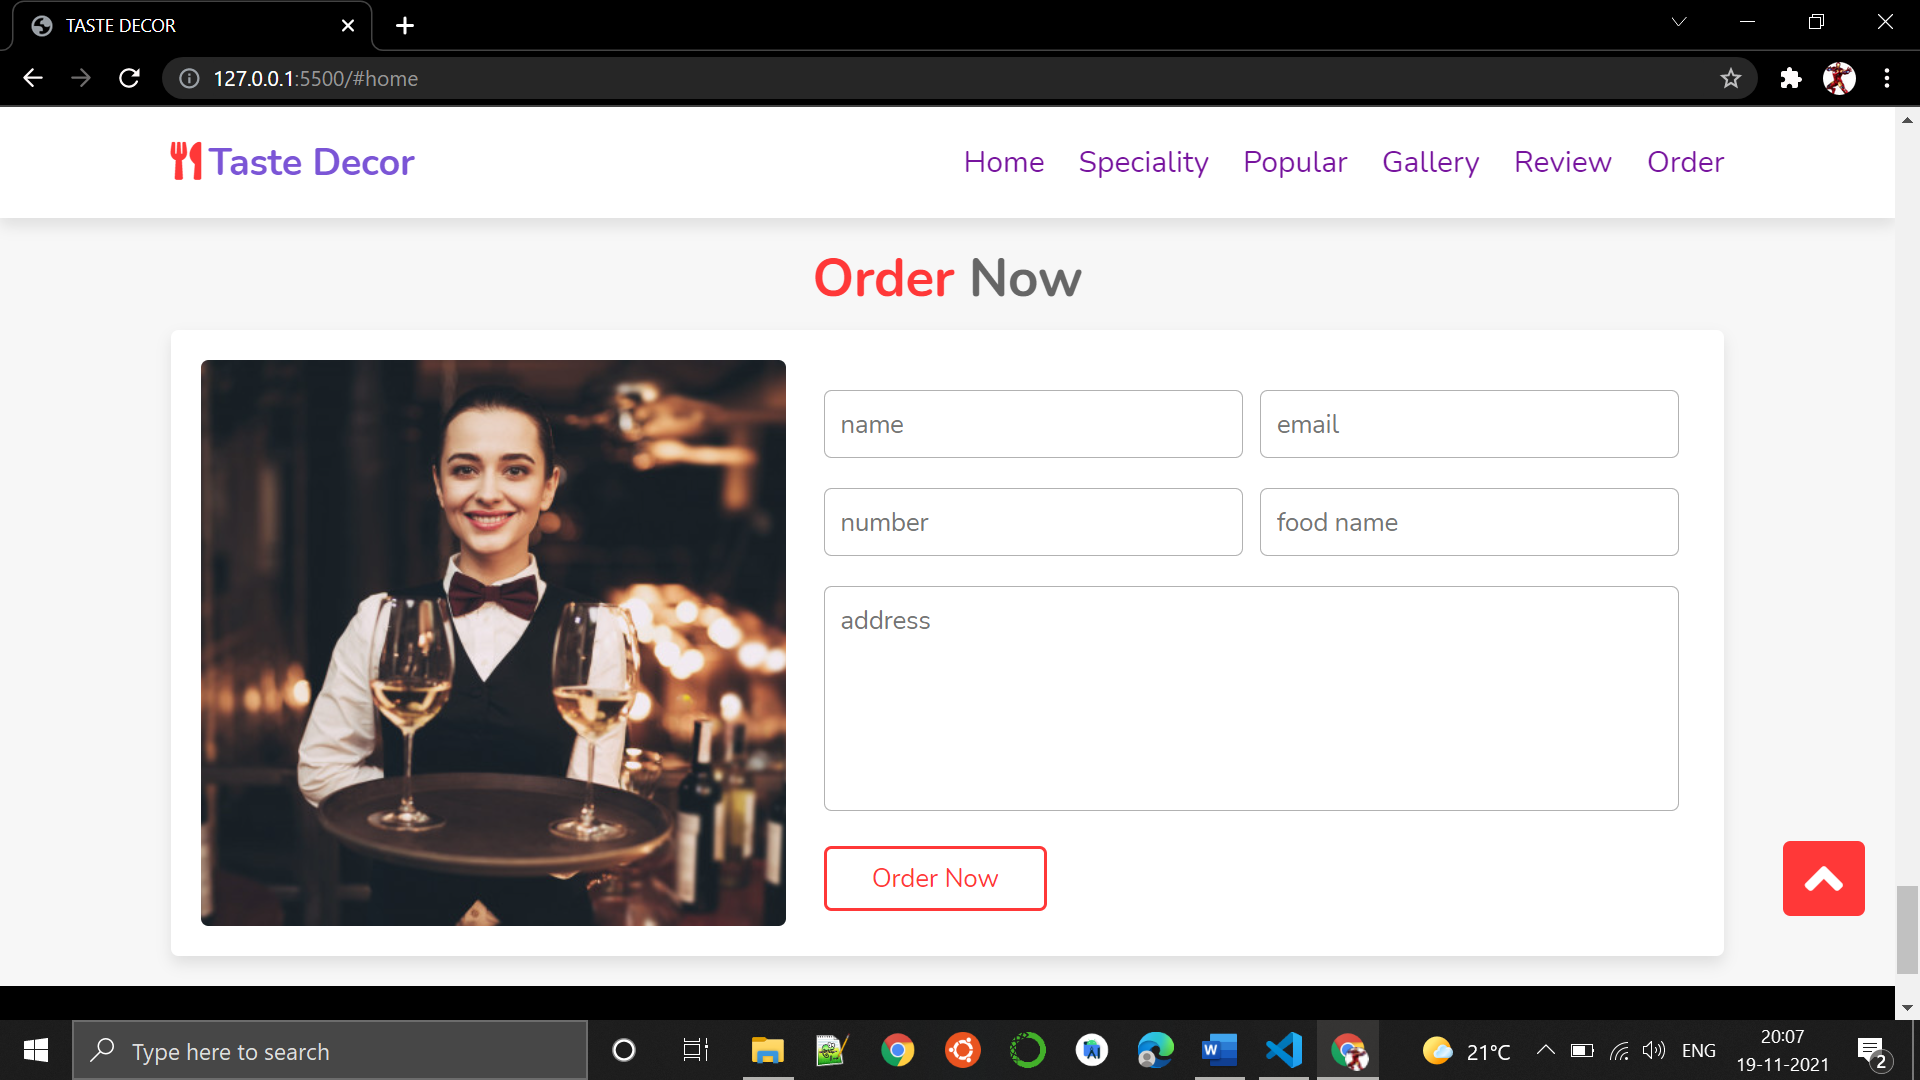 TASTE DECOR
127.0.0.1:5500/#home
Taste Decor
Home Speciality Popular Gallery Review Order
Order Now
name email
number food name
address
Order Now
Type here to search
21°C
ENG
20:07
19-11-2021
2